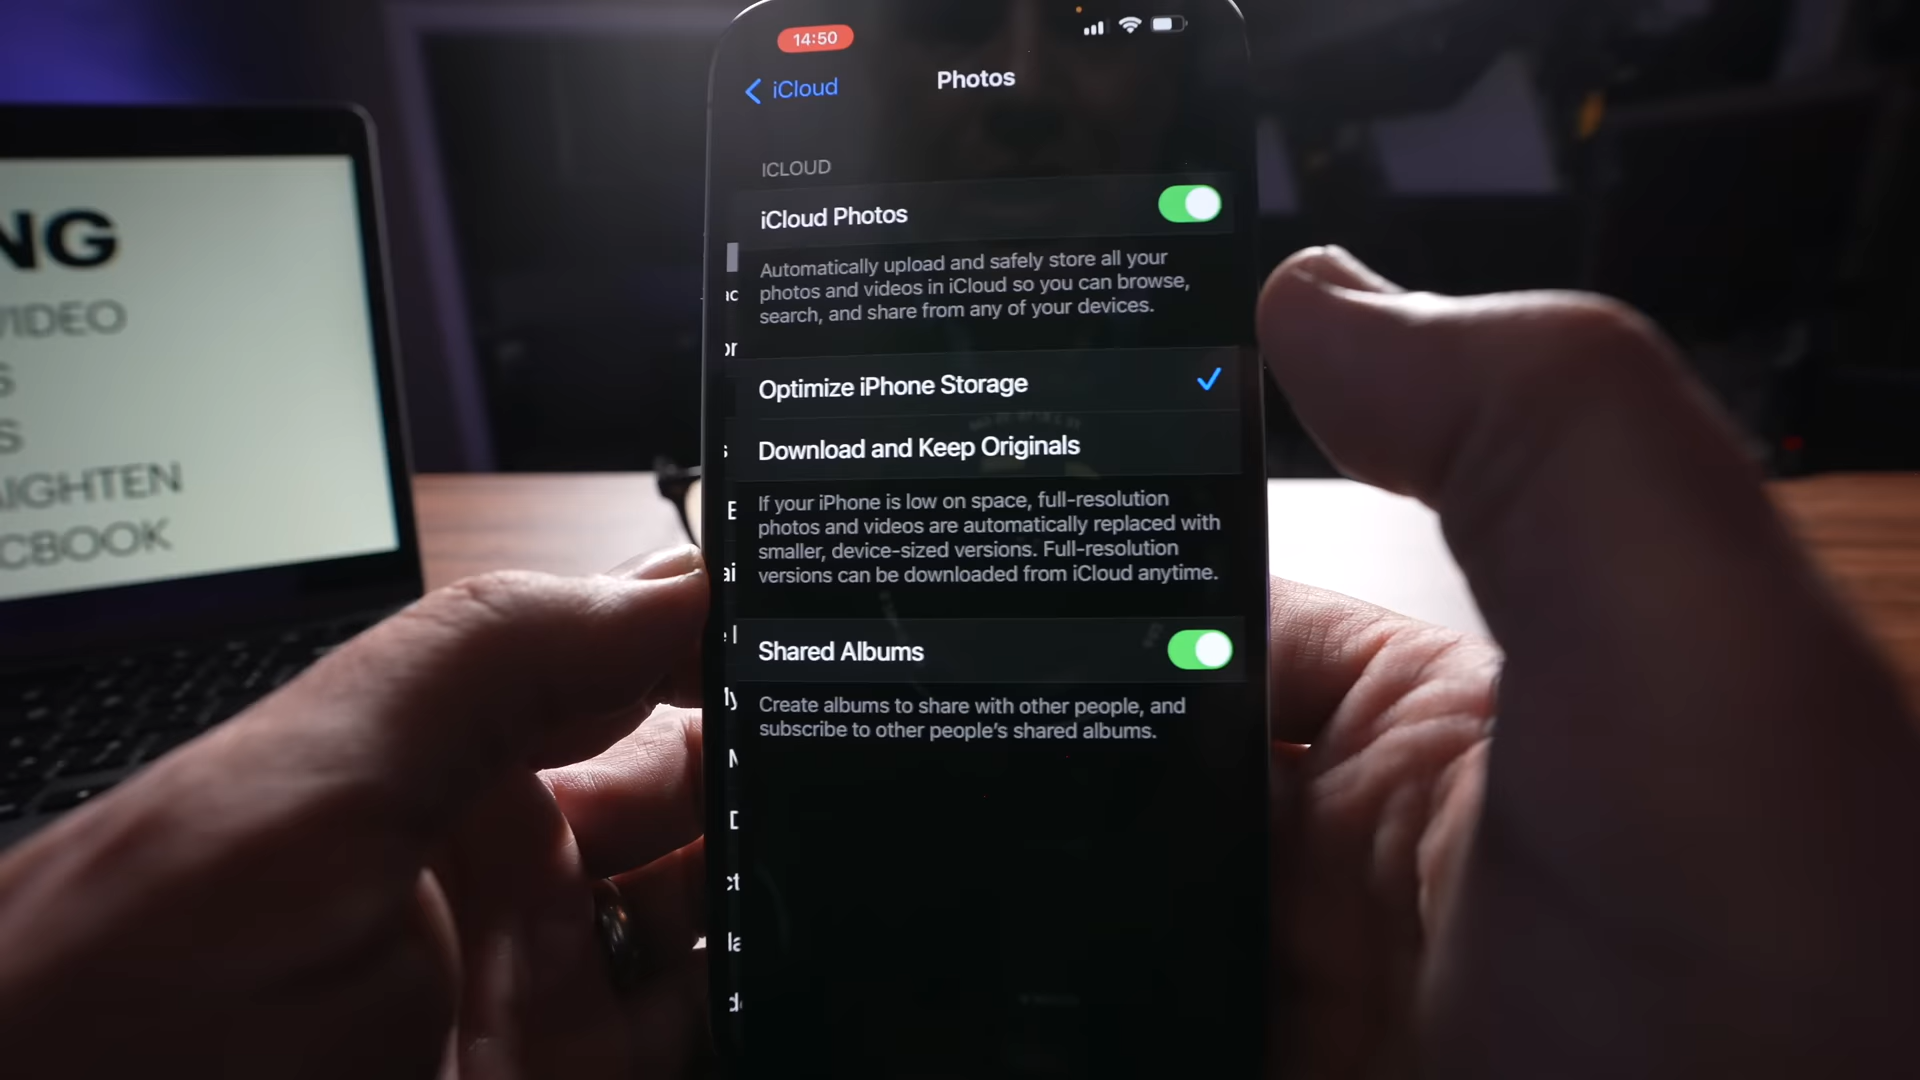 14:50
iCloud
Photos
ICLOUD
iCloud Photos
Automatically upload and safely store all your
photos and videos in iCloud so you can browse,
search, and share from any of your devices.
Optimize iPhone Storage
Download and Keep Originals
If your iPhone is low on space, full-resolution
photos and videos are automatically replaced with
smaller, device-sized versions. Full-resolution
versions can be downloaded from iCloud anytime.
Shared Albums
Create albums to share with other people, and
subscribe to other people's shared albums.
NG
VIDEO
S
S
AIGHTEN
CBOOK